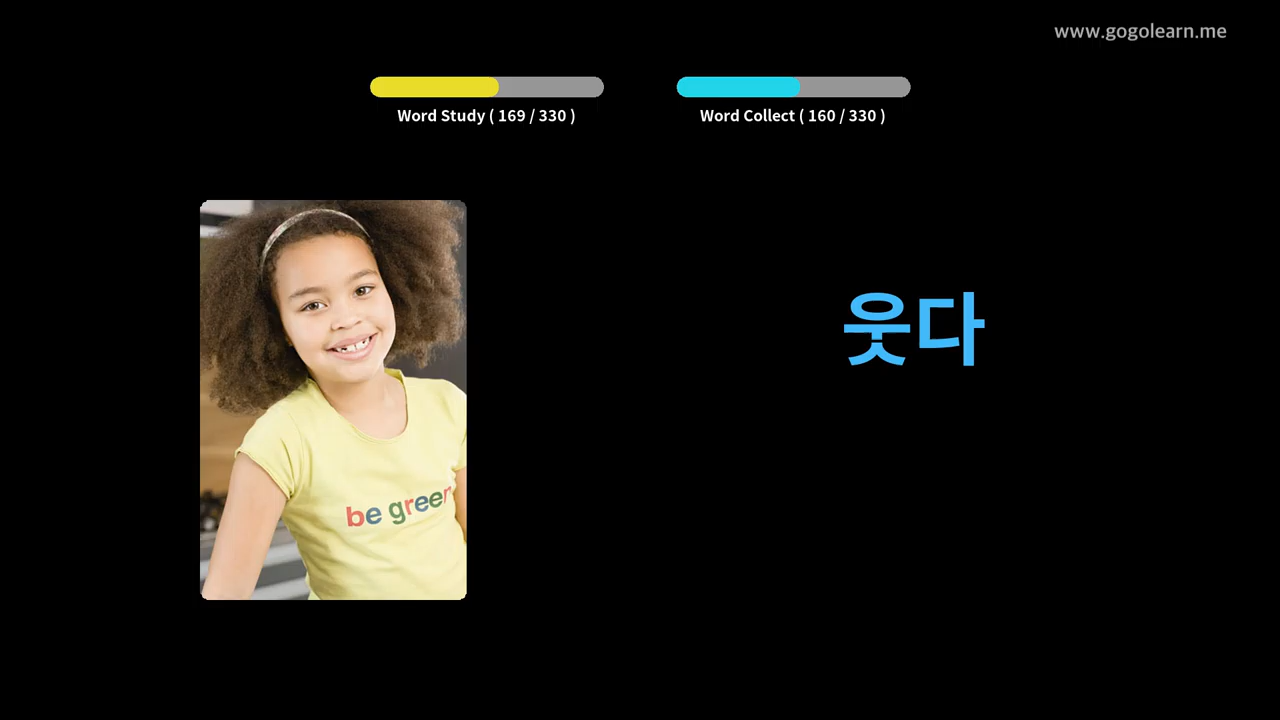 www.gogolearn.me
Word Study ( 169 / 330 )
Word Collect ( 160 / 330 )
웃다
be green